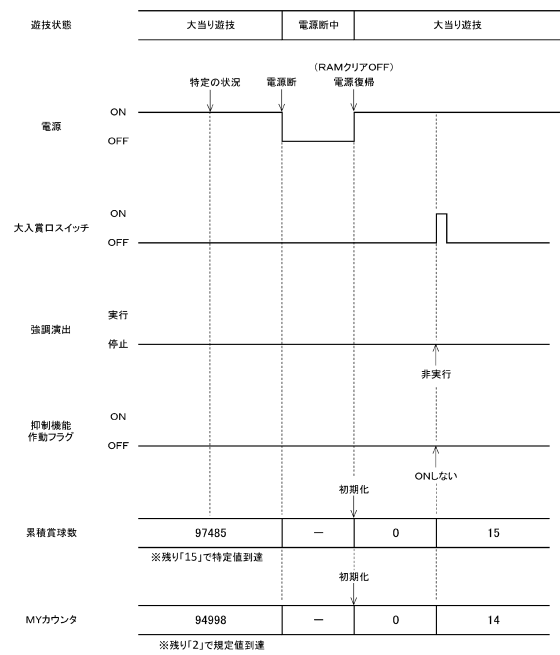 遊技状態
大当り遊技
電源断中
大当り遊技
(RAMクリアOFF)
特定の状況
電源断
電源復帰
電源
ON
OFF
大入賞口スイッチ
ON
OFF
強調演出
実行
停止
非実行
抑制機能
作動フラグ
ON
OFF
ONしない
初期化
累積賞球数
97485
－
0
15
※残り「15」で特定値到達
初期化
MYカウンタ
94998
－
0
14
※残り「2」で規定値到達